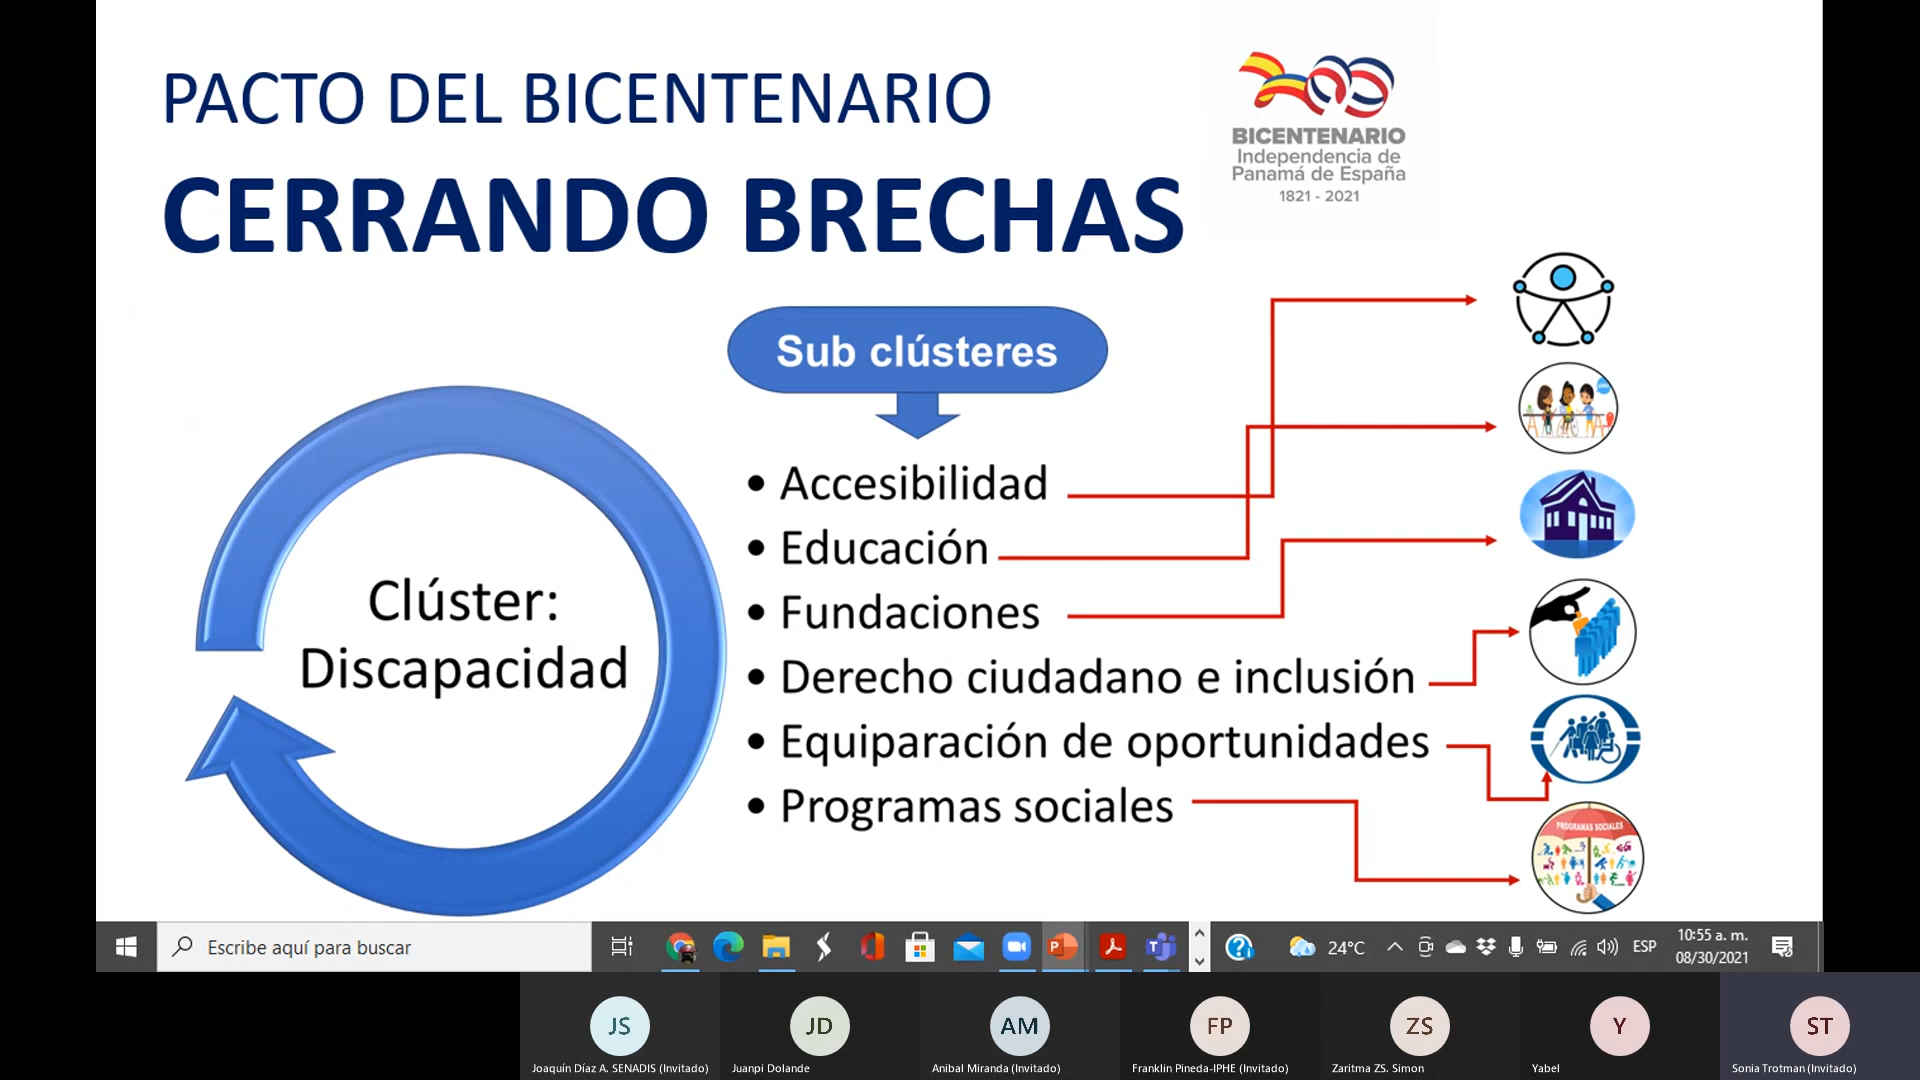 PACTO DEL BICENTENARIO
CERRANDO BRECHAS
BICENTENARIO
Independencia de
Panamá de España
1821 - 2021
Sub clústeres
Clúster:
Discapacidad
• Accesibilidad
• Educación
• Fundaciones
• Derecho ciudadano e inclusión
• Equiparación de oportunidades
• Programas sociales
PROGRAMAS SOCIALES
Escribe aquí para buscar
24°C
ESP
10:55 a. m.
08/30/2021
JS
JD
AM
FP
ZS
Y
ST
Joaquín Díaz A. SENADIS (Invitado)
Juanpi Dolande
Anibal Miranda (Invitado)
Franklin Pineda-IPHE (Invitado)
Zaritma ZS. Simon
Yabel
Sonia Trotman (Invitado)